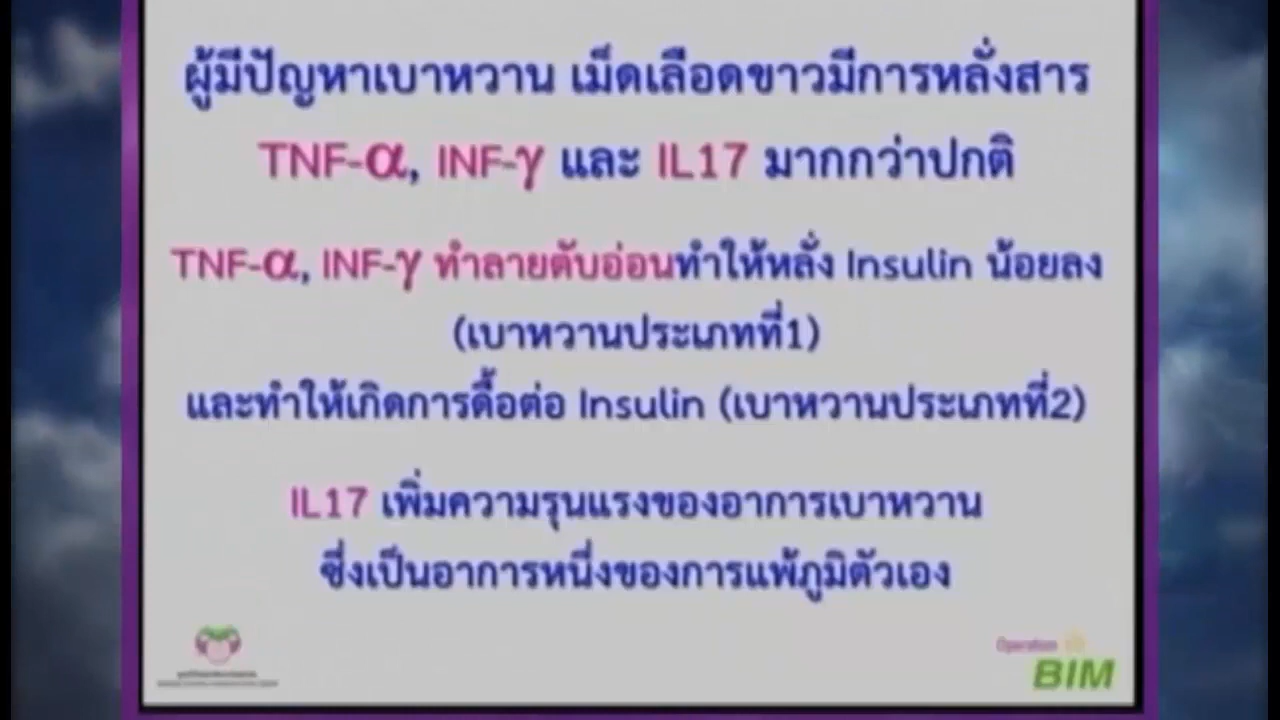 ผู้มีปัญหาเบาหวาน เม็ดเลือดขาวมีการหลั่งสาร
TNF-α, INF-γ และ IL17 มากกว่าปกติ
TNF-α, INF-γ ทำลายตับอ่อนทำให้หลั่ง Insulin น้อยลง
(เบาหวานประเภทที่1)
และทำให้เกิดการดื้อต่อ Insulin (เบาหวานประเภทที่2)
IL17 เพิ่มความรุนแรงของอาการเบาหวาน
ซึ่งเป็นอาการหนึ่งของการแพ้ภูมิตัวเอง
Operation
BIM